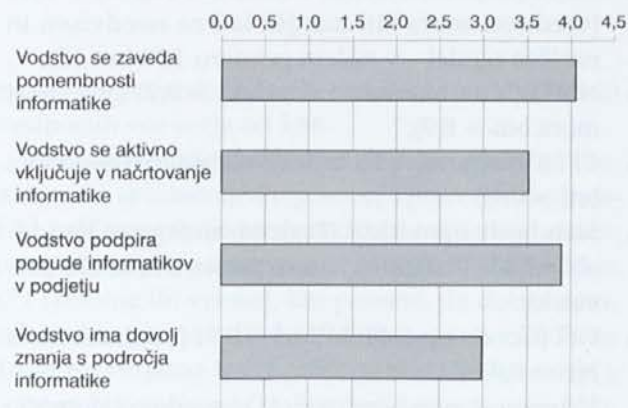 0,0 0,5 1,0 1,5 2,0 2,5 3,0 3,5 4,0 4,5
Vodstvo se zaveda
pomembnosti
informatike
Vodstvo se aktivno
vključuje v načrtovanje
informatike
Vodstvo podpira
pobude informatikov
v podjetju
Vodstvo ima dovolj
znanja s področja
informatike